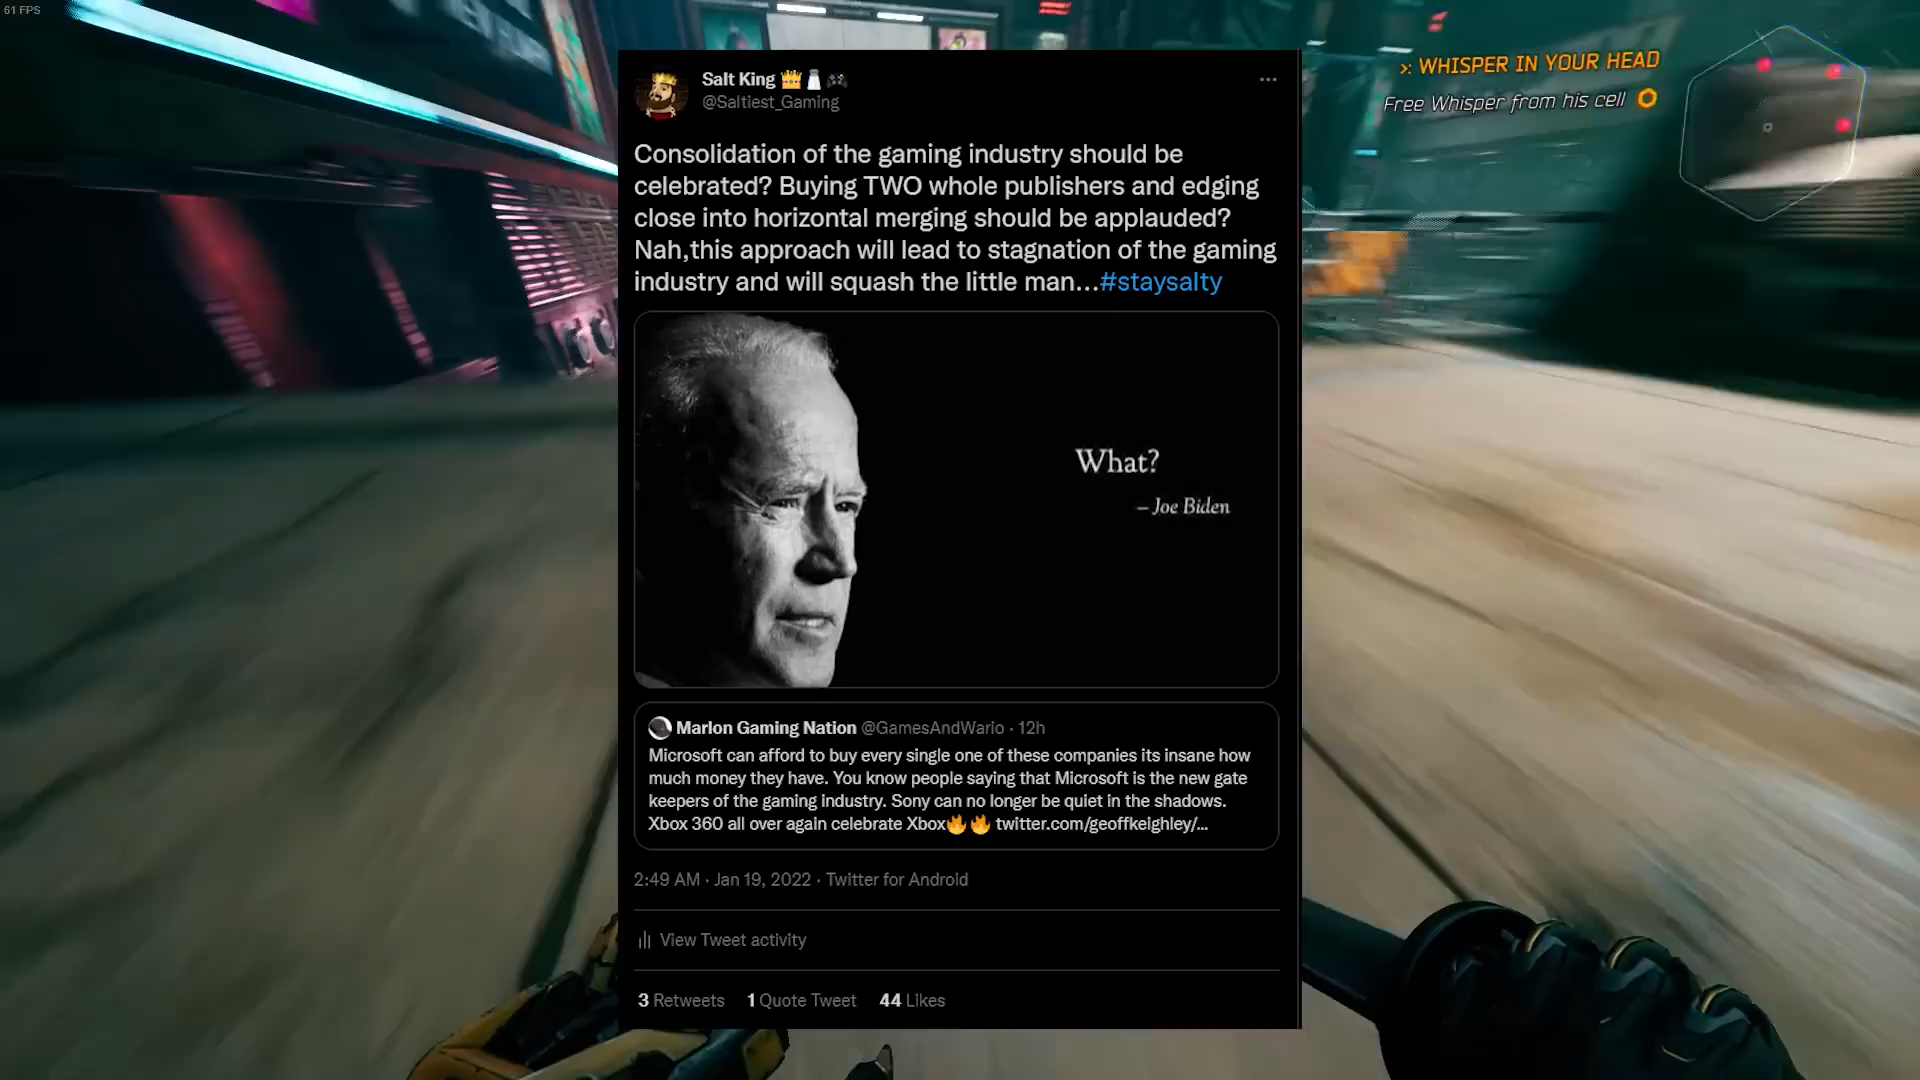 61 FPS
>: WHISPER IN YOUR HEAD
Free Whisper from his cell
Salt King 👑🧂🎮
@Saltiest_Gaming
Consolidation of the gaming industry should be
celebrated? Buying TWO whole publishers and edging
close into horizontal merging should be applauded?
Nah,this approach will lead to stagnation of the gaming
industry and will squash the little man...#staysalty
What?
– Joe Biden
Marlon Gaming Nation @GamesAndWario · 12h
Microsoft can afford to buy every single one of these companies its insane how
much money they have. You know people saying that Microsoft is the new gate
keepers of the gaming industry. Sony can no longer be quiet in the shadows.
Xbox 360 all over again celebrate Xbox🔥🔥 twitter.com/geoffkeighley/...
2:49 AM · Jan 19, 2022 · Twitter for Android
View Tweet activity
3 Retweets 1 Quote Tweet 44 Likes